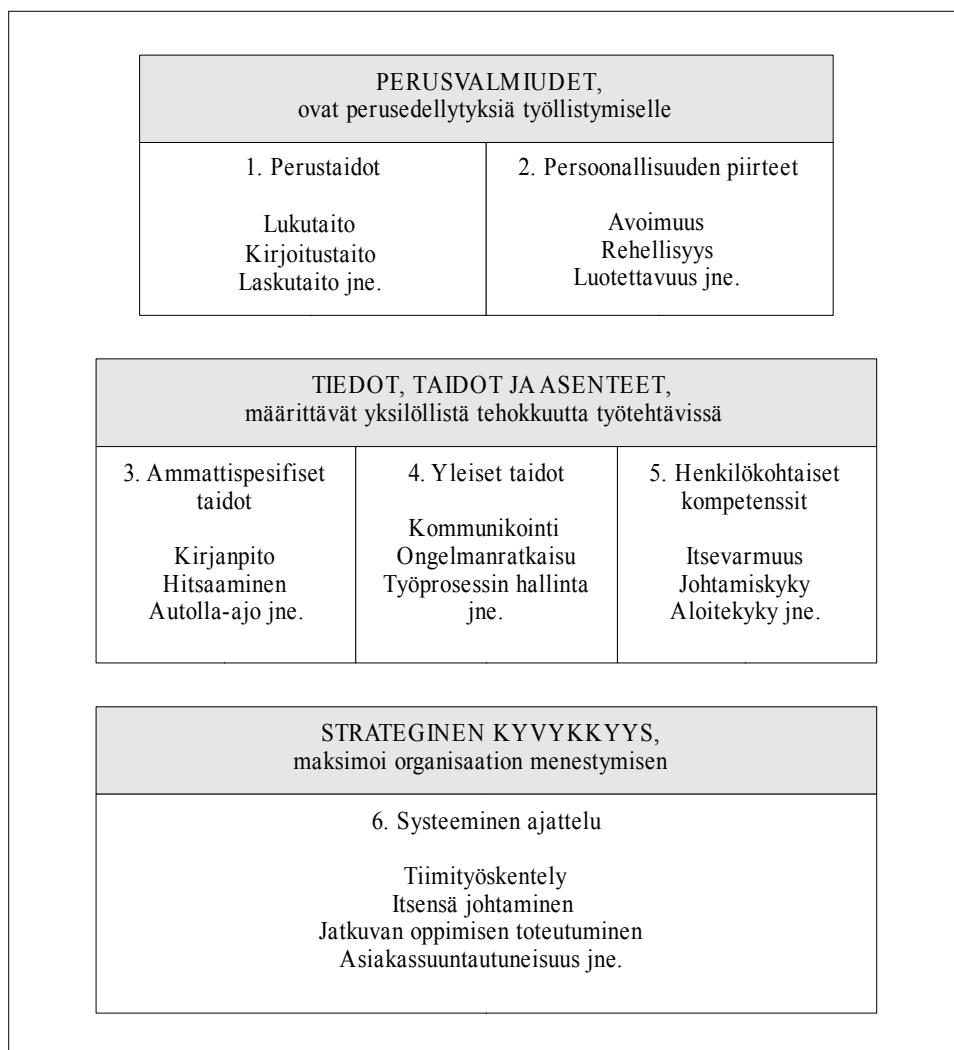 PERUSVALMIUDET,
ovat perusedellytyksiä työllistymiselle
1. Perustaidot
Lukutaito
Kirjoitustaito
Laskutaito jne.
2. Persoonallisuuden piirteet
Avoimuus
Rehellisyys
Luotettavuus jne.
TIEDOT, TAIDOT JA ASENTEET,
määrittävät yksilöllistä tehokkuutta työtehtävissä
3. Ammattispesifiset
taidot
Kirjanpito
Hitsaaminen
Autolla-ajo jne.
4. Yleiset taidot
Kommunikointi
Ongelmanratkaisu
Työprosessin hallinta
jne.
5. Henkilökohtaiset
kompetenssit
Itsevarmuus
Johtamiskyky
Aloitekyky jne.
STRATEGINEN KYVYKKYYS,
maksimoi organisaation menestymisen
6. Systeeminen ajattelu
Tiimityöskentely
Itsensä johtaminen
Jatkuvan oppimisen toteutuminen
Asiakassuuntautuneisuus jne.